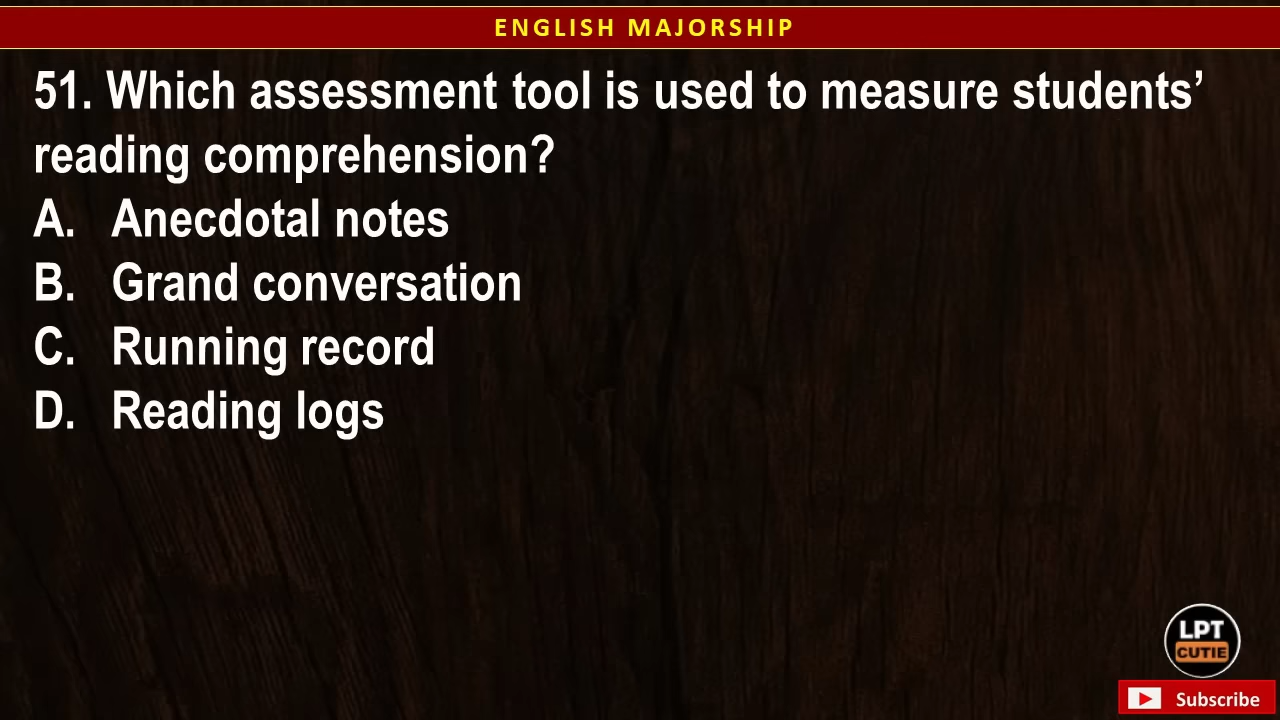 ENGLISH MAJORSHIP
51. Which assessment tool is used to measure students’
reading comprehension?
A. Anecdotal notes
B. Grand conversation
C. Running record
D. Reading logs
LPT
CUTIE
Subscribe